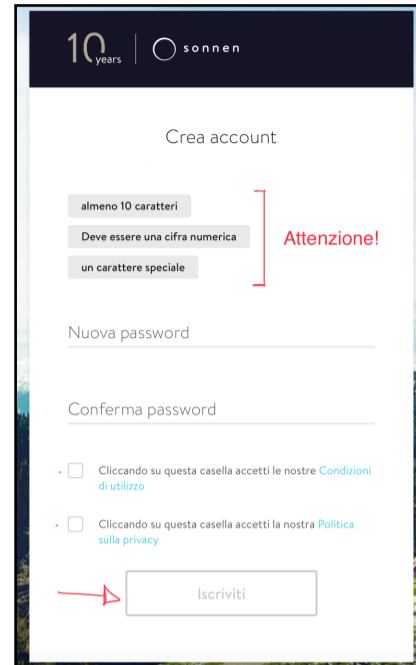 10 years sonnen
Crea account
almeno 10 caratteri
Deve essere una cifra numerica
un carattere speciale
Attenzione!
Nuova password
Conferma password
Cliccando su questa casella accetti le nostre Condizioni
di utilizzo
Cliccando su questa casella accetti la nostra Politica
sulla privacy
Iscriviti